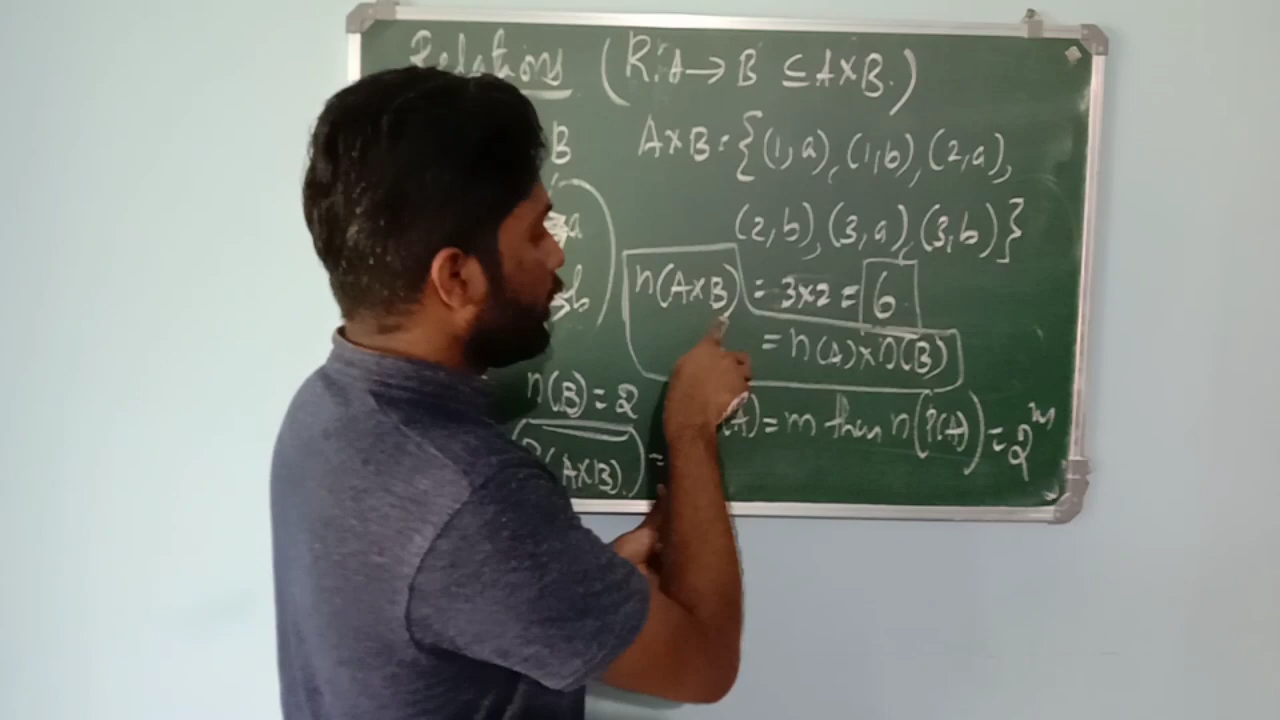 Relations (R:A→B ⊆A×B.)
B A×B={(1,a),(1,b),(2,a),
a (2,b),(3,a),(3,b)}
b n(A×B) = 3×2 = 6
= n(A)×n(B)
n(B)=2 (A)=m then n(P(A))=2^m
(A×B)) =